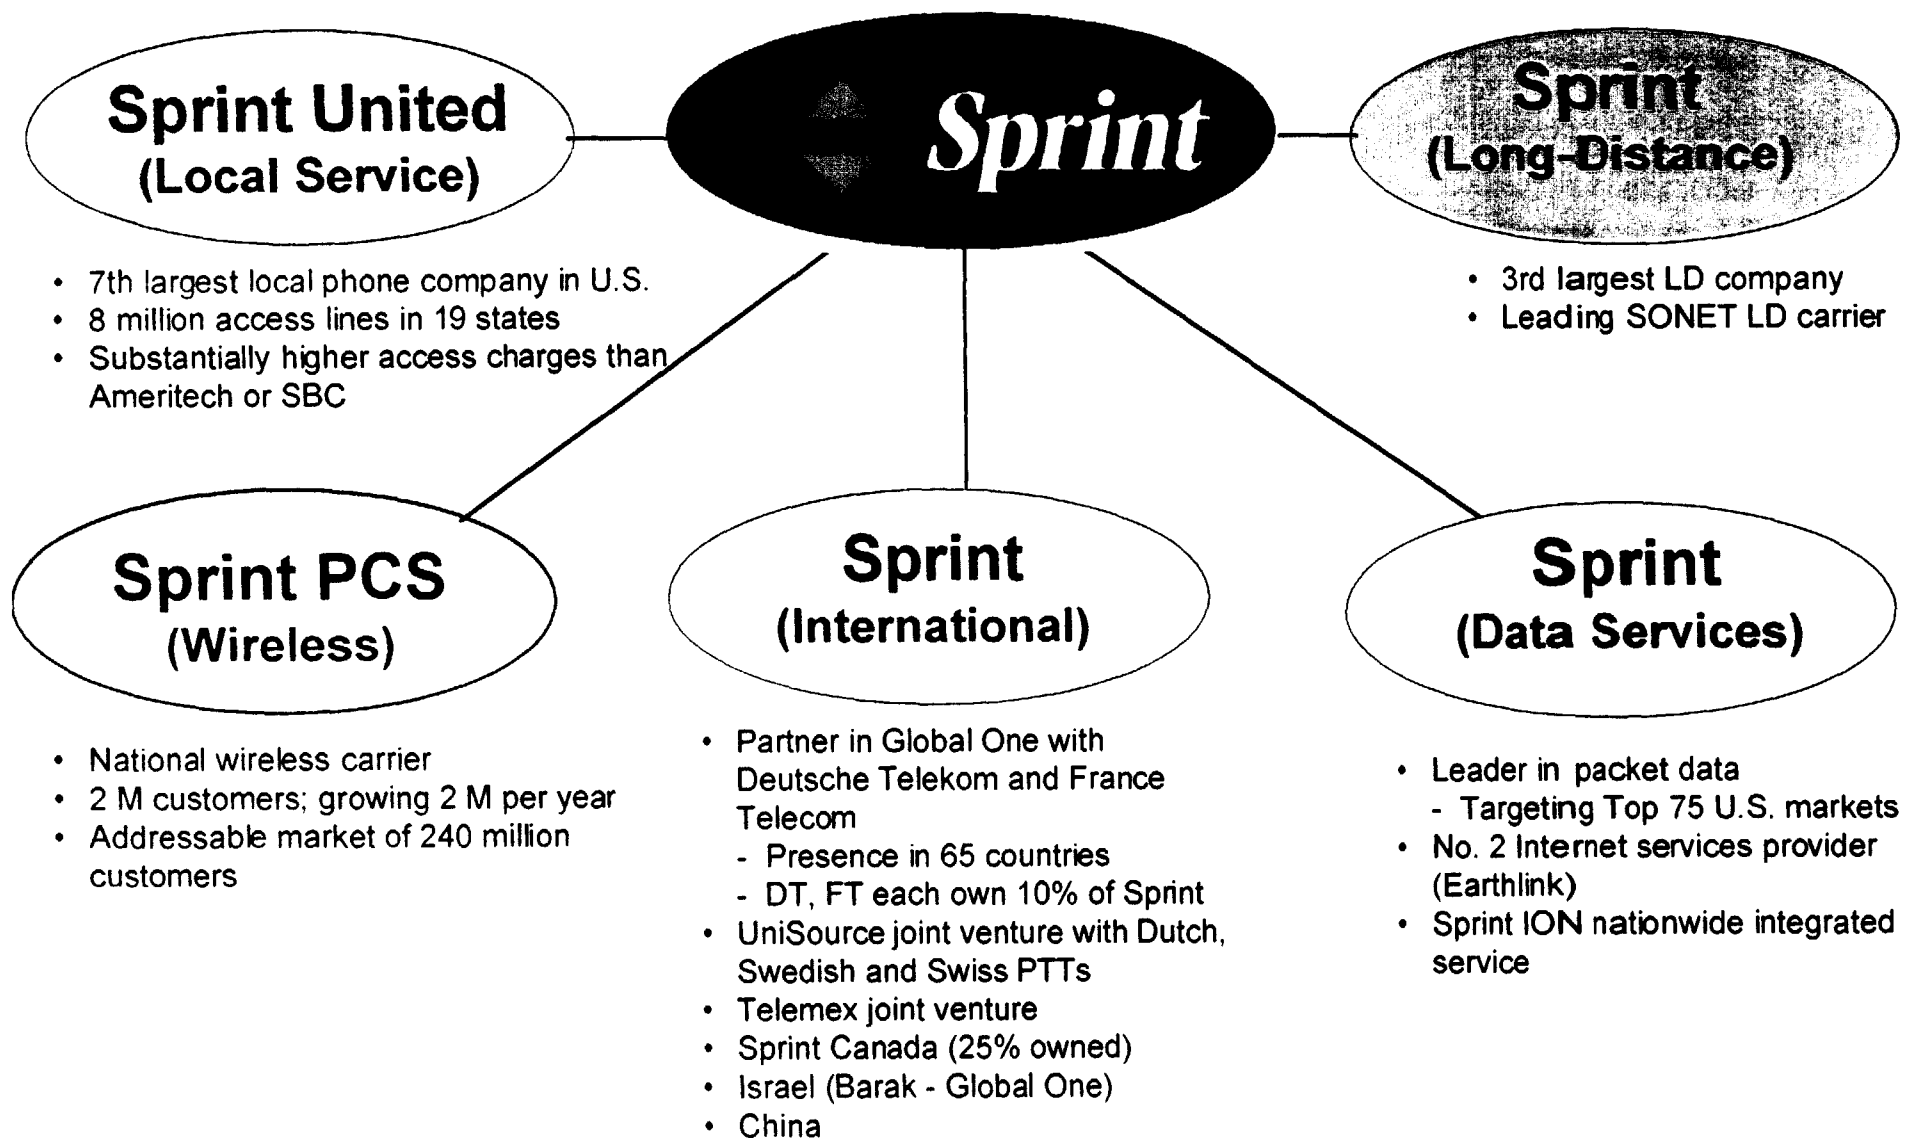 Sprint United
(Local Service)
Sprint
Sprint
(Long-Distance)
• 7th largest local phone company in U.S.
• 8 million access lines in 19 states
• Substantially higher access charges than
Ameritech or SBC
• 3rd largest LD company
• Leading SONET LD carrier
Sprint PCS
(Wireless)
Sprint
(International)
Sprint
(Data Services)
• National wireless carrier
• 2 M customers; growing 2 M per year
• Addressable market of 240 million
customers
• Partner in Global One with
Deutsche Telekom and France
Telecom
- Presence in 65 countries
- DT, FT each own 10% of Sprint
• UniSource joint venture with Dutch,
Swedish and Swiss PTTs
• Telemex joint venture
• Sprint Canada (25% owned)
• Israel (Barak - Global One)
• China
• Leader in packet data
- Targeting Top 75 U.S. markets
• No. 2 Internet services provider
(Earthlink)
• Sprint ION nationwide integrated
service